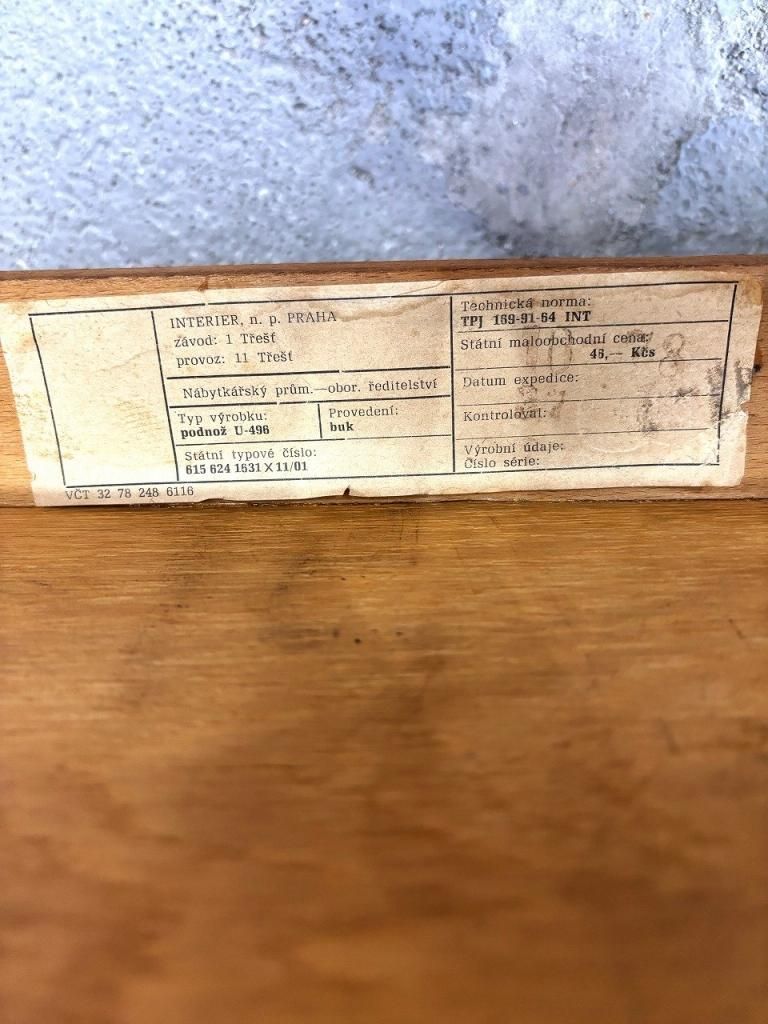 INTERIER, n. p. PRAHA
závod: 1 Třešť
provoz: 11 Třešť
Nábytkářský prům.—obor. ředitelství
Typ výrobku:
podnož U-496
Provedení:
buk
Státní typové číslo:
615 624 1531 X 11/01
VČT 32 78 248 6116
Technická norma:
TPJ 169-91-64 INT
Státní maloobchodní cena:
46,— Kčs
Datum expedice:
Kontroloval:
Výrobní údaje:
Číslo série: